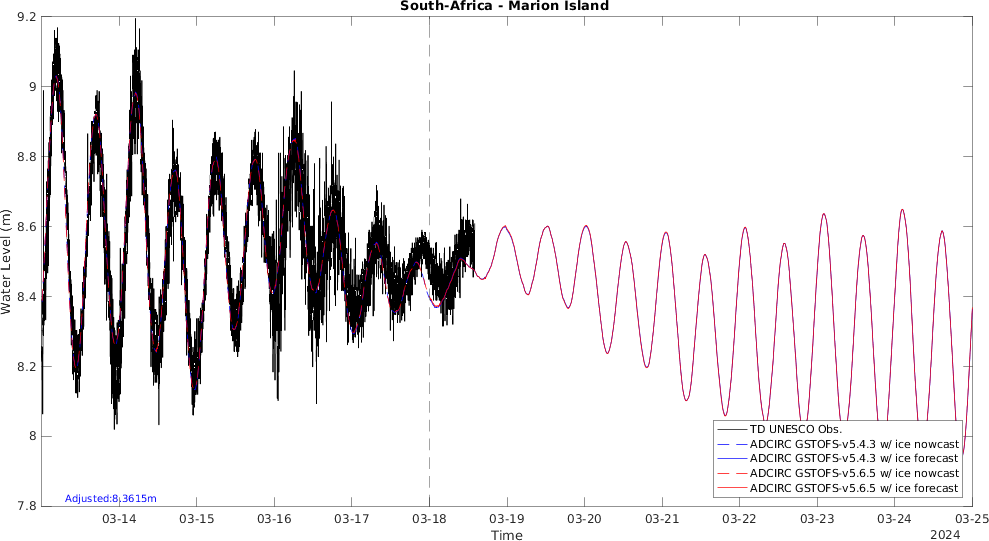 South-Africa - Marion Island
Water Level (m)
9.2
9
8.8
8.6
8.4
8.2
8
7.8
TD UNESCO Obs.
ADCIRC GSTOFS-v5.4.3 w/ ice nowcast
ADCIRC GSTOFS-v5.4.3 w/ ice forecast
ADCIRC GSTOFS-v5.6.5 w/ ice nowcast
ADCIRC GSTOFS-v5.6.5 w/ ice forecast
Adjusted:8.3615m
03-14 03-15 03-16 03-17 03-18 03-19 03-20 03-21 03-22 03-23 03-24 03-25
Time
2024